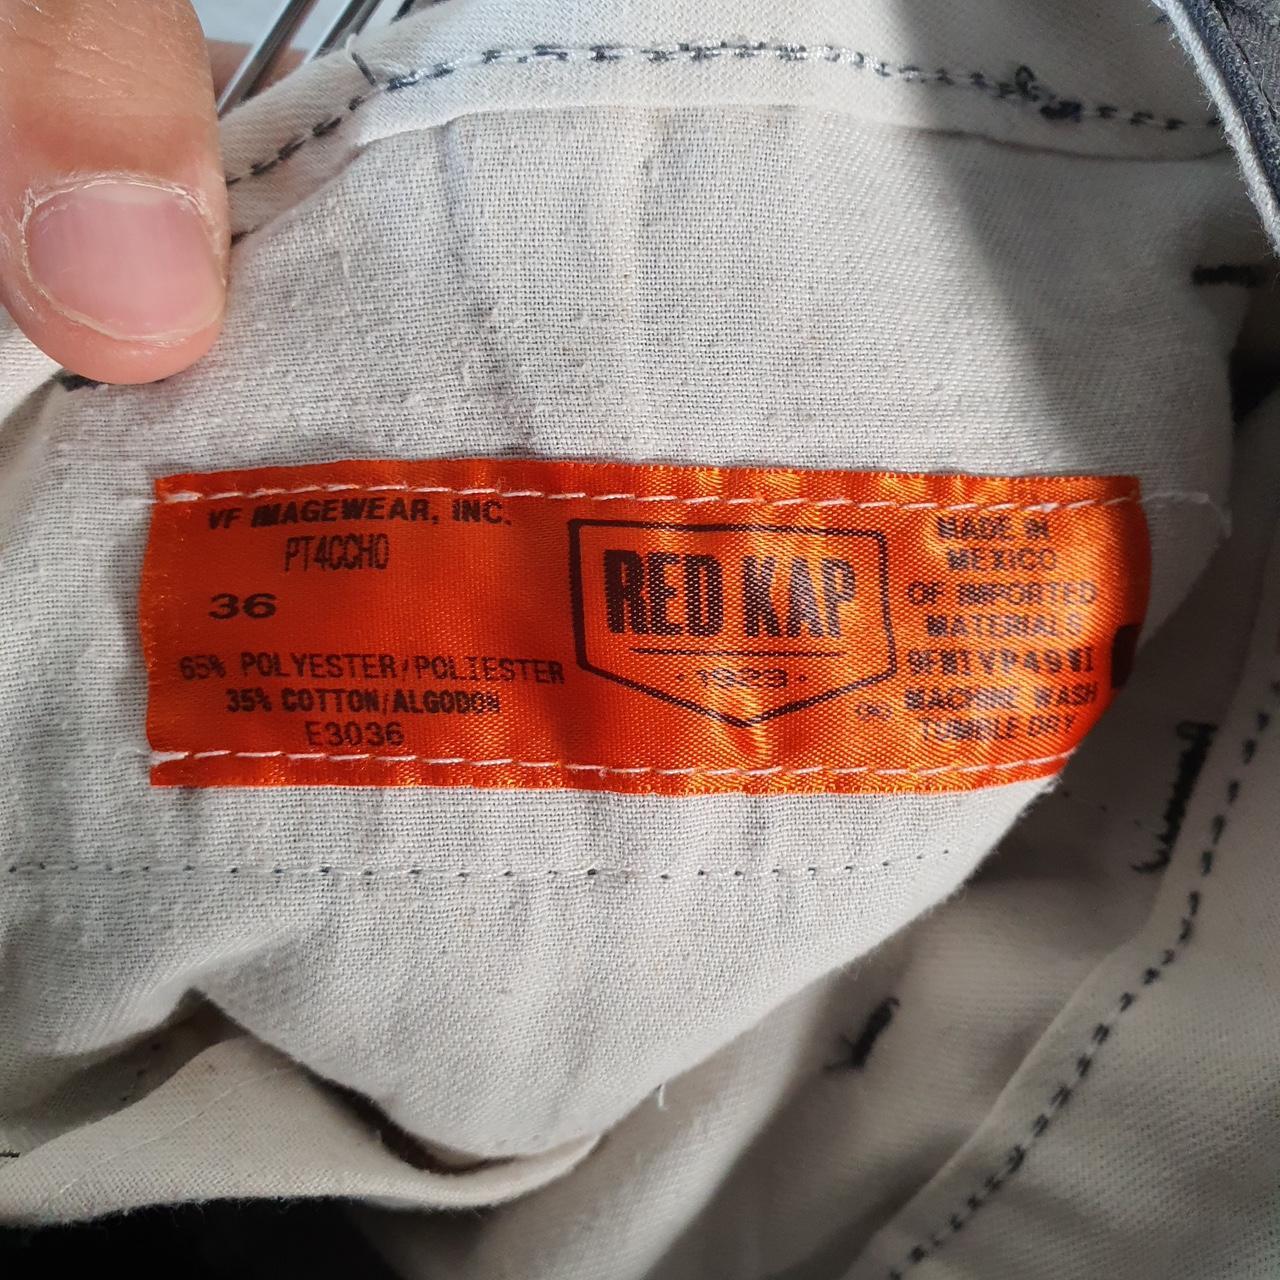 VF IMAGEWEAR, INC.
PT4CCHO
36
65% POLYESTER/POLIESTER
35% COTTON/ALGODON
E3036
RED KAP
· 1923 ·
MADE IN
MEXICO
OF IMPORTED
MATERIALS
MACHINE WASH
TUMBLE DRY